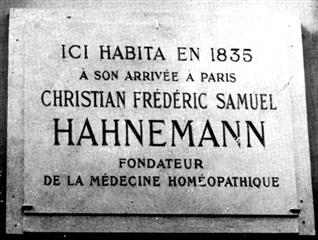 ICI HABITA EN 1835
À SON ARRIVÉE À PARIS
CHRISTIAN FRÉDÉRIC SAMUEL
HAHNEMANN
FONDATEUR
DE LA MÉDECINE HOMÉOPATHIQUE